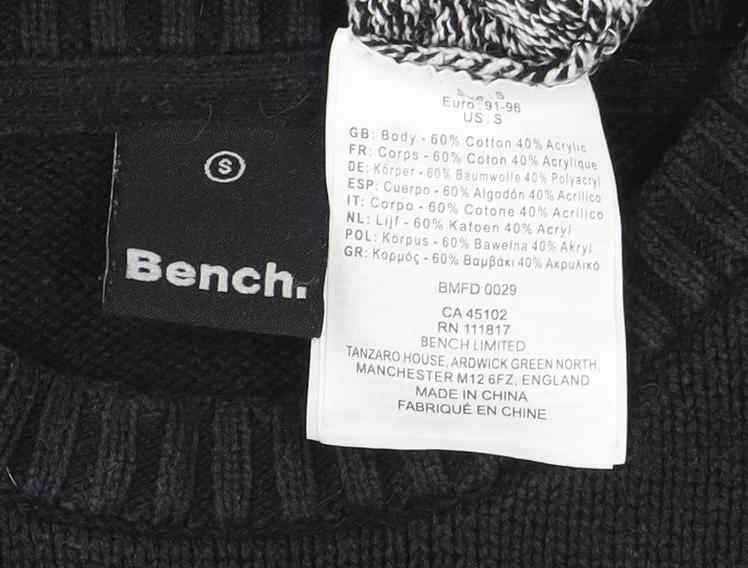 S
Bench.
Euro : 91-96
US : S
GB: Body - 60% Cotton 40% Acrylic
FR: Corps - 60% Coton 40% Acrylique
DE: Körper - 60% Baumwolle 40% Polyacryl
ESP: Cuerpo - 60% Algodón 40% Acrílico
IT: Corpo - 60% Cotone 40% Acrilico
NL: Lijf - 60% Katoen 40% Acryl
POL: Korpus - 60% Bawełna 40% Akryl
GR: Κορμός - 60% Βαμβάκι 40% Ακρυλικό
BMFD 0029
CA 45102
RN 111817
BENCH LIMITED
TANZARO HOUSE, ARDWICK GREEN NORTH,
MANCHESTER M12 6FZ, ENGLAND
MADE IN CHINA
FABRIQUÉ EN CHINE